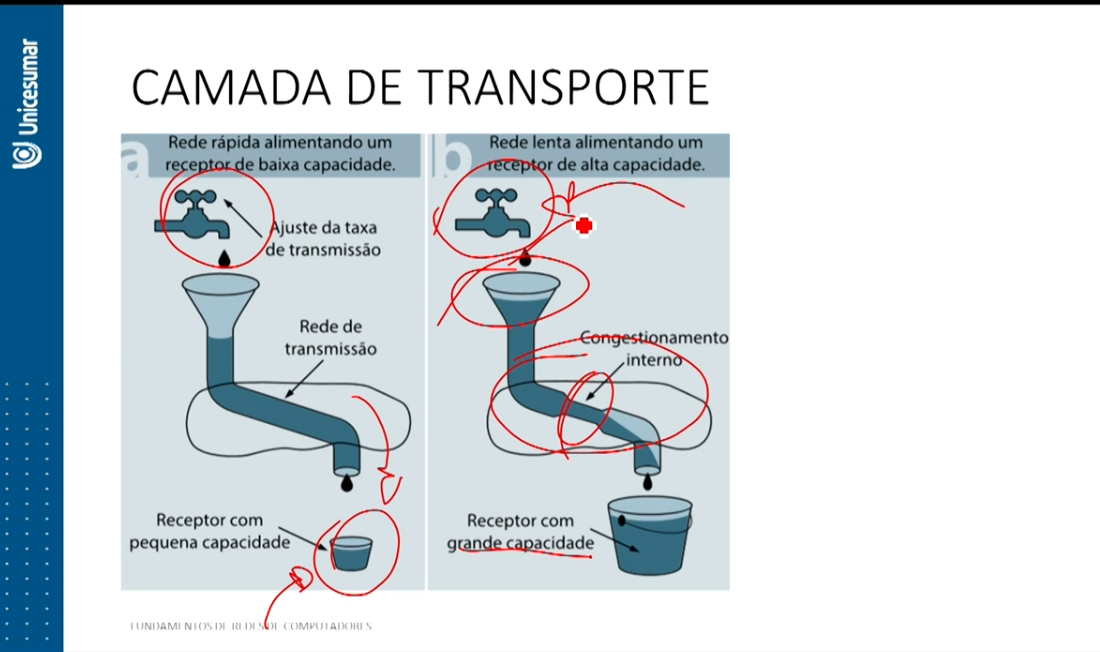 Unicesumar
CAMADA DE TRANSPORTE
a
Rede rápida alimentando um
receptor de baixa capacidade.
Ajuste da taxa
de transmissão
Rede de
transmissão
Receptor com
pequena capacidade
b
Rede lenta alimentando um
receptor de alta capacidade.
Congestionamento
interno
Receptor com
grande capacidade
FUNDAMENTOS DE REDES DE COMPUTADORES